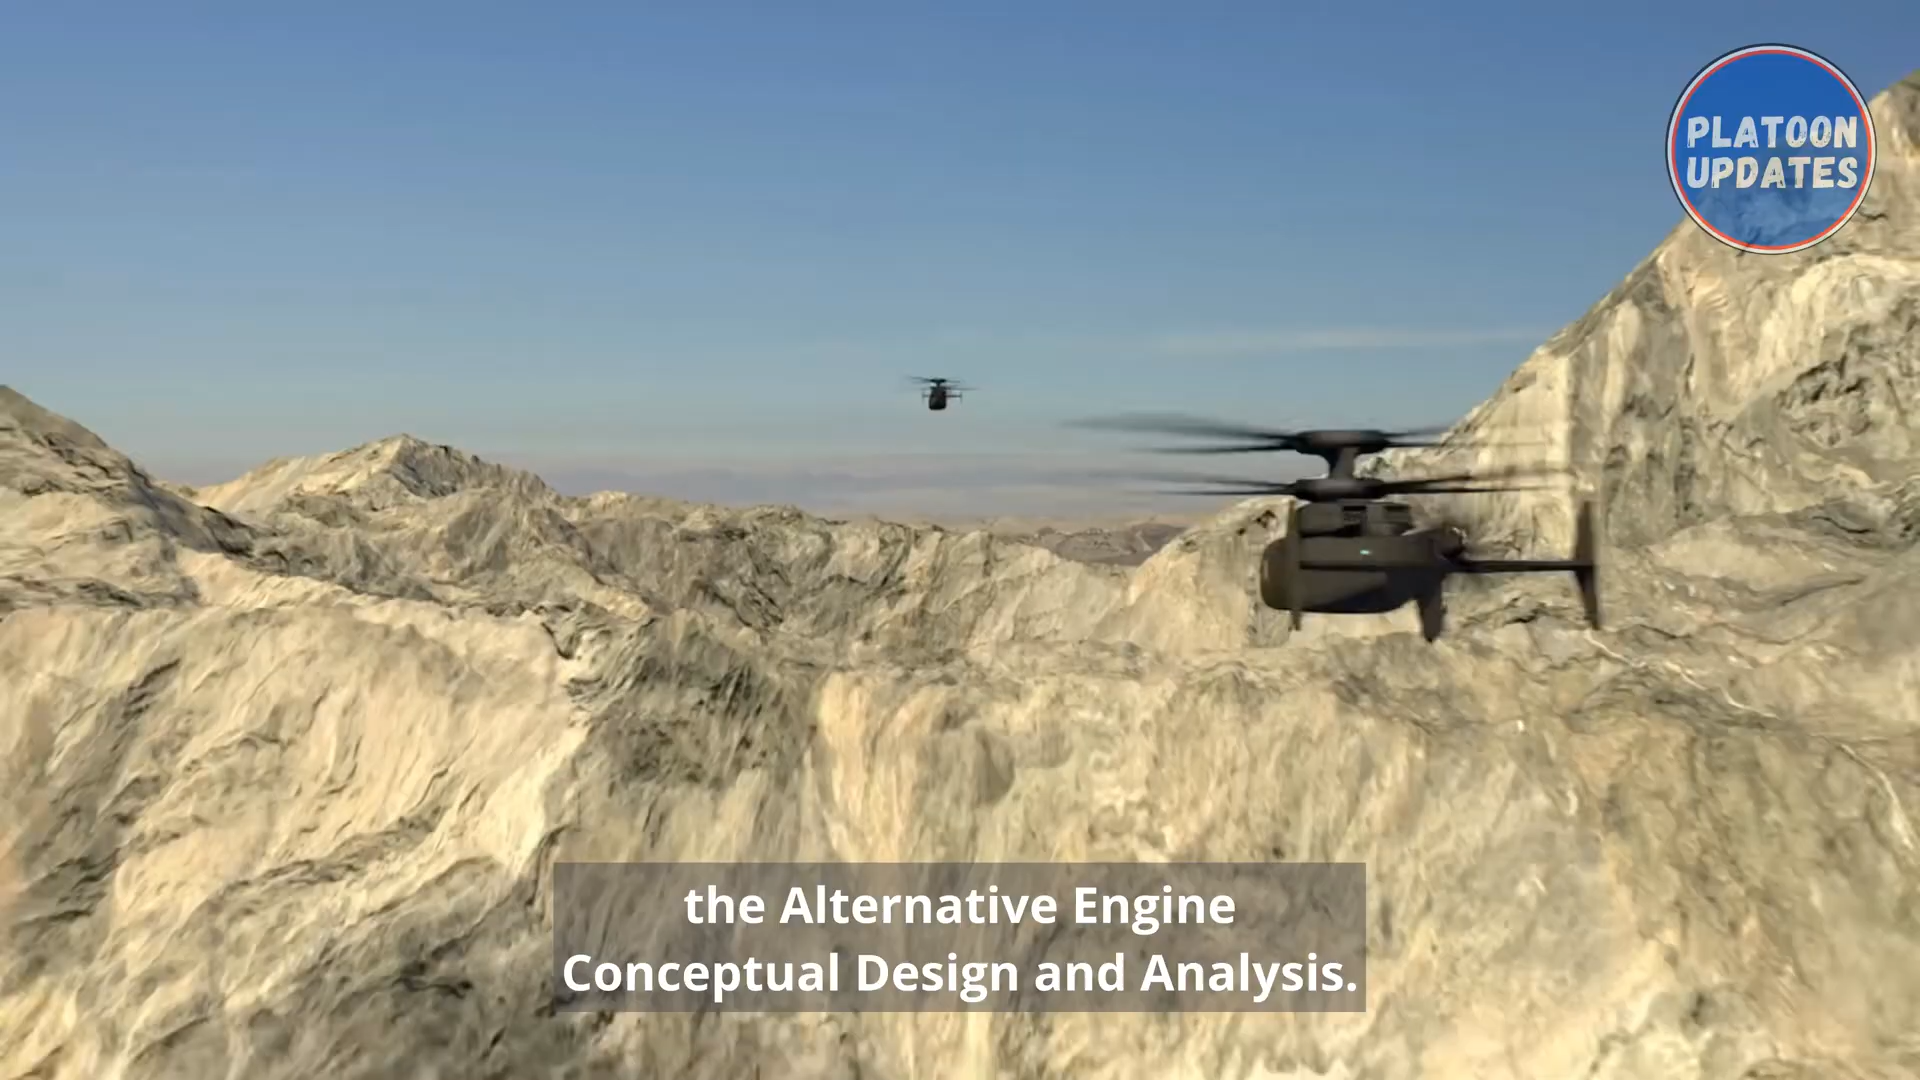 PLATOON
UPDATES
the Alternative Engine
Conceptual Design and Analysis.